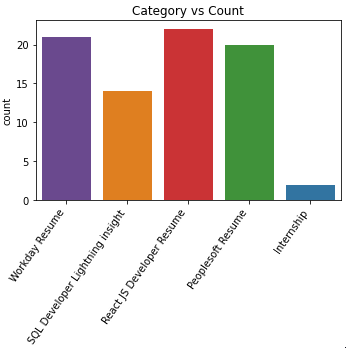 Category vs Count
count
20
15
10
5
0
Workday Resume
SQL Developer Lightning insight
React JS Developer Resume
Peoplesoft Resume
Internship